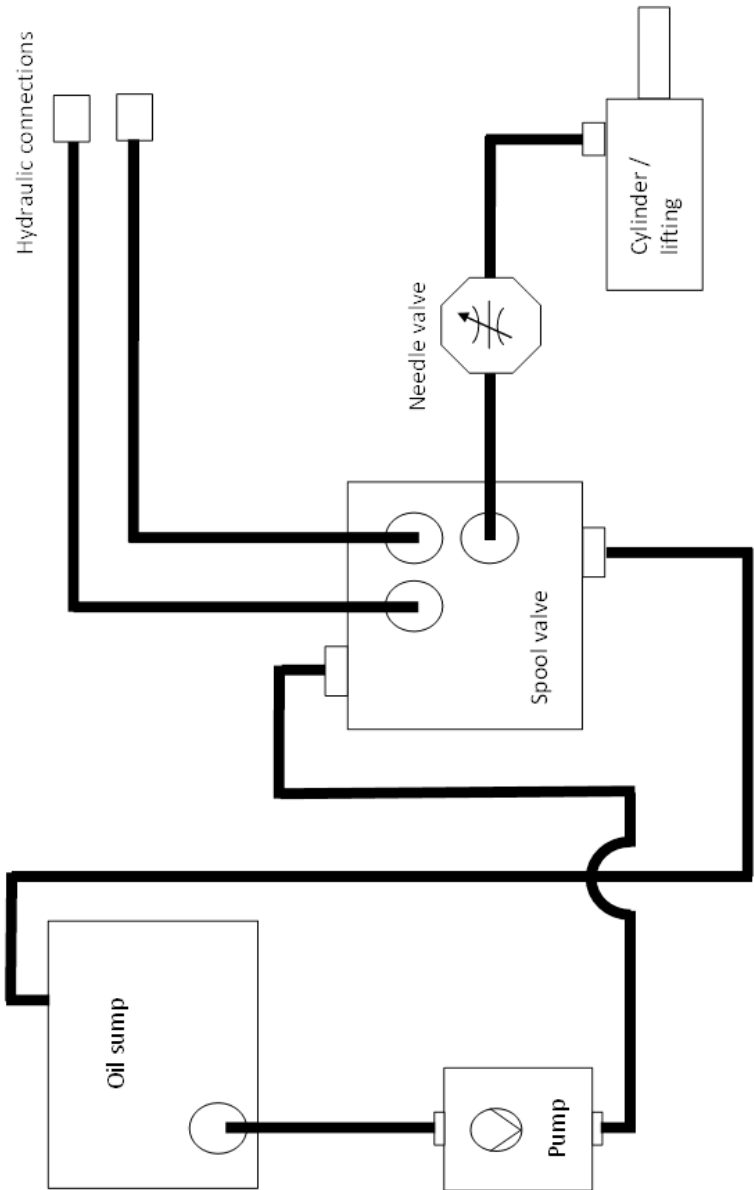 Hydraulic connections
Cylinder /
lifting
Needle valve
Spool valve
Oil sump
Pump